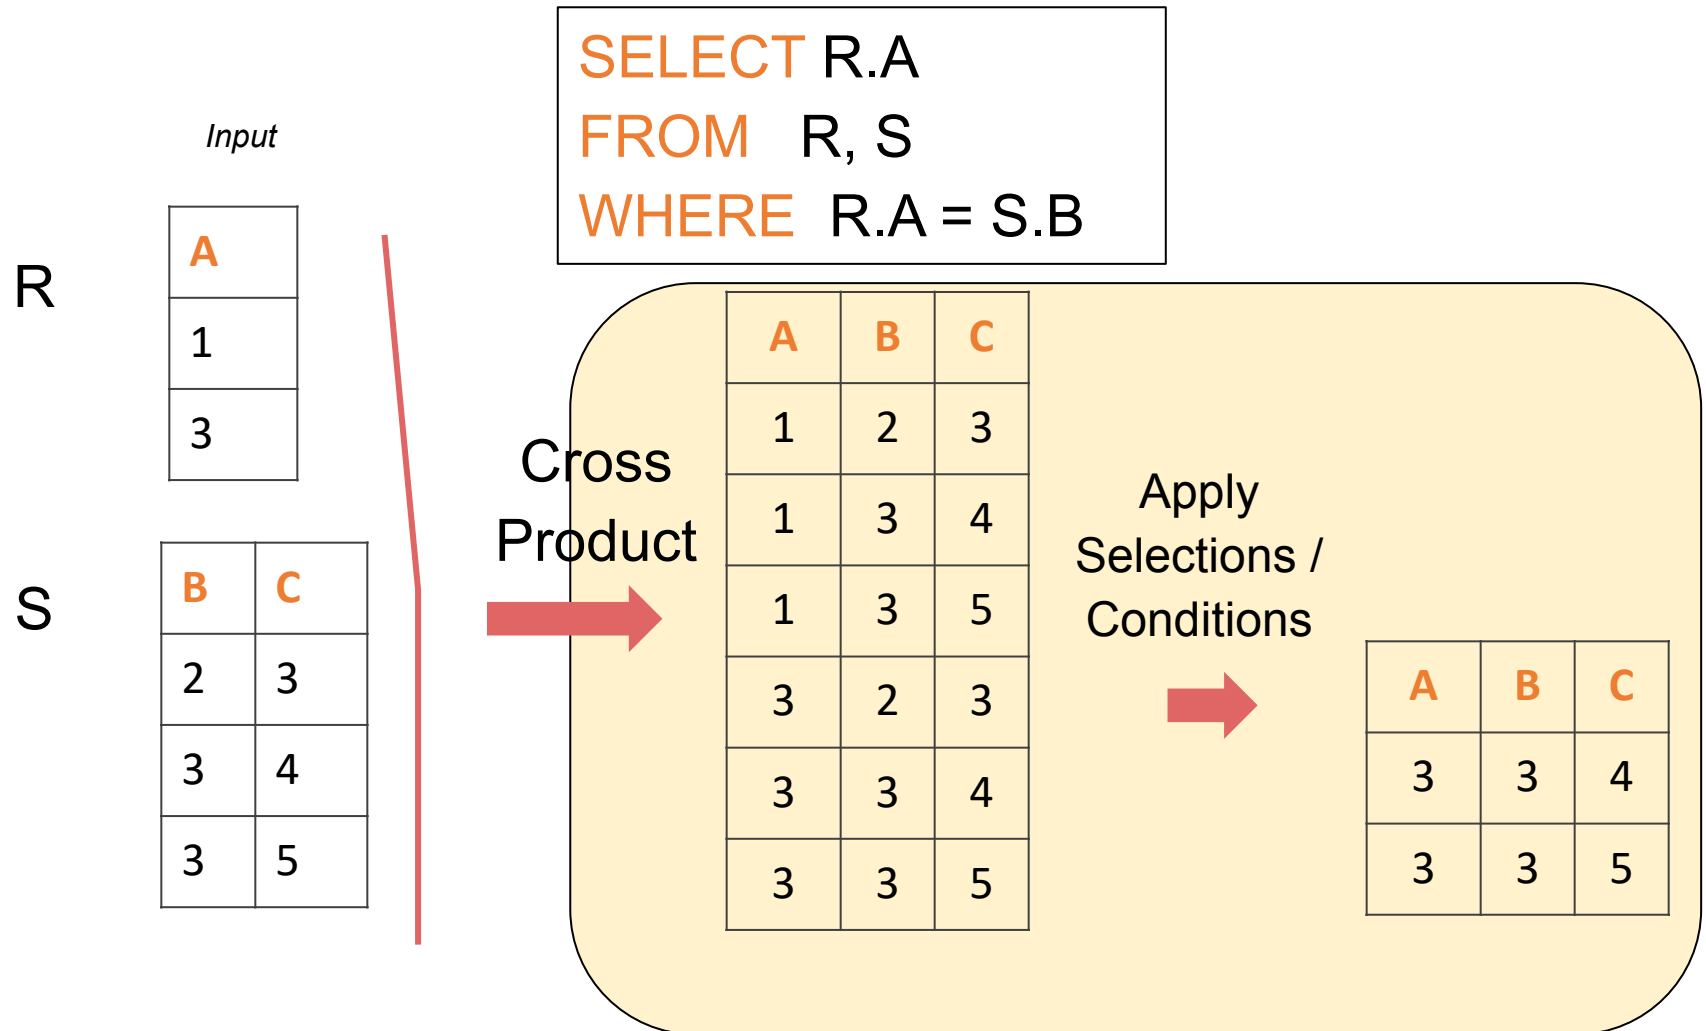 SELECT R.A
FROM R, S
WHERE R.A = S.B
Input
R
A
1
3
S
B C
2 3
3 4
3 5
Cross
Product
A B C
1 2 3
1 3 4
1 3 5
3 2 3
3 3 4
3 3 5
Apply
Selections /
Conditions
A B C
3 3 4
3 3 5